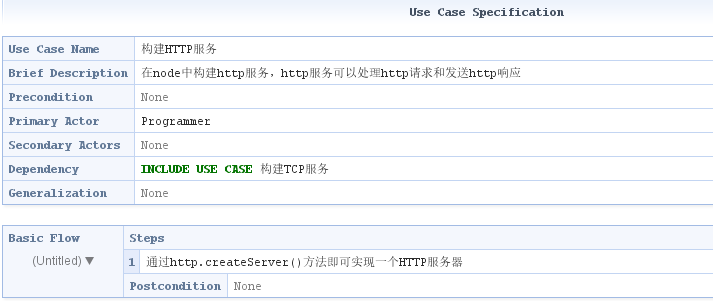 Use Case Specification
Use Case Name 构建HTTP服务
Brief Description 在node中构建http服务，http服务可以处理http请求和发送http响应
Precondition None
Primary Actor Programmer
Secondary Actors None
Dependency INCLUDE USE CASE 构建TCP服务
Generalization None
Basic Flow Steps
(Untitled) ▼
1 通过http.createServer()方法即可实现一个HTTP服务器
Postcondition None